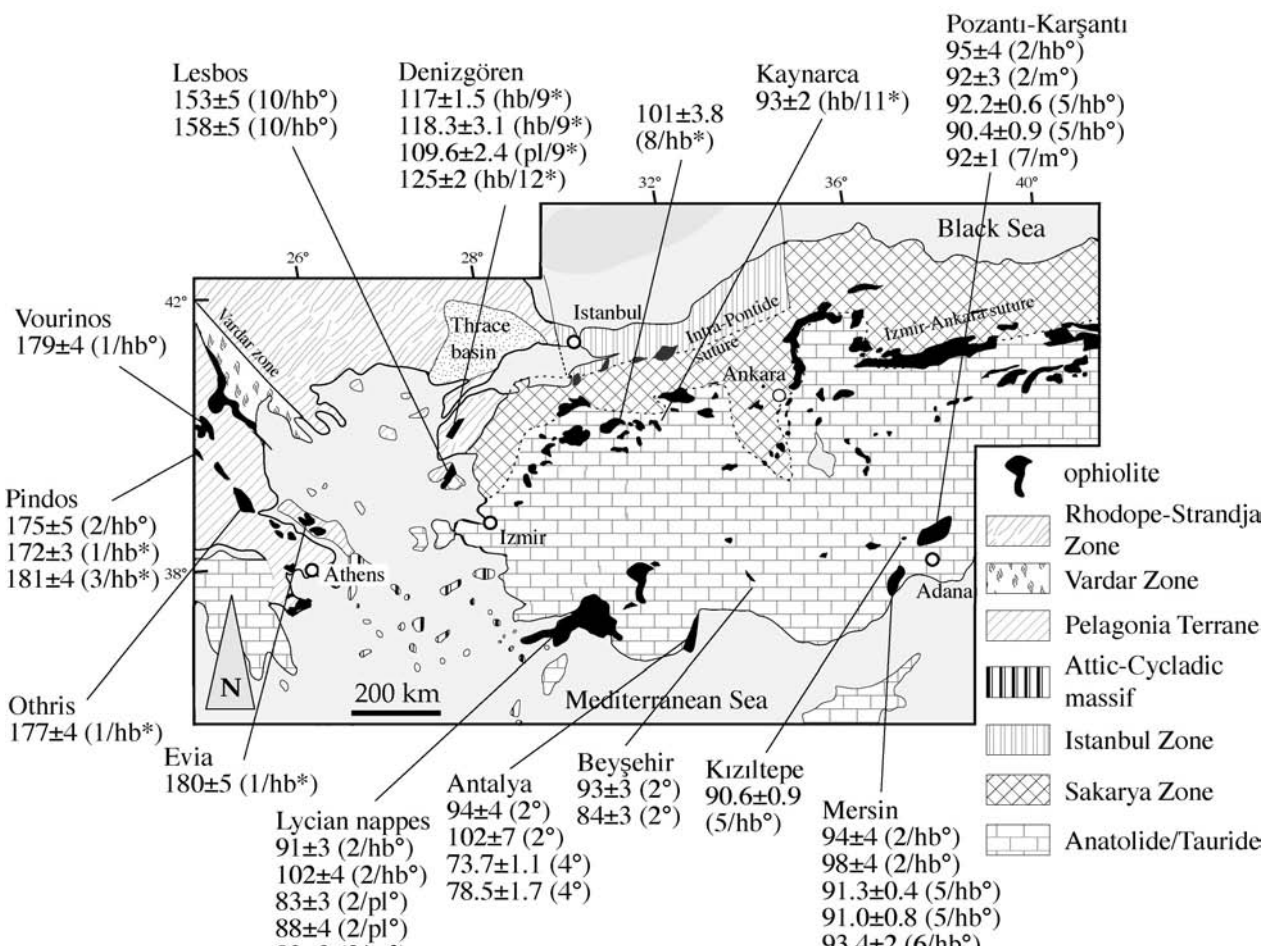 Pozantı-Karşantı
95±4 (2/hb°)
92±3 (2/m°)
92.2±0.6 (5/hb°)
90.4±0.9 (5/hb°)
92±1 (7/m°)
Lesbos
153±5 (10/hb°)
158±5 (10/hb°)
Denizgören
117±1.5 (hb/9*)
118.3±3.1 (hb/9*)
109.6±2.4 (pl/9*)
125±2 (hb/12*)
101±3.8
(8/hb*)
Kaynarca
93±2 (hb/11*)
32°
36°
40°
26°
28°
42°
38°
Black Sea
Vardar zone
Thrace
basin
Istanbul
Intra-Pontide
suture
Izmir-Ankara suture
Ankara
Izmir
Athens
Adana
Mediterranean Sea
N
200 km
Vourinos
179±4 (1/hb°)
Pindos
175±5 (2/hb°)
172±3 (1/hb*)
181±4 (3/hb*)
Othris
177±4 (1/hb*)
Evia
180±5 (1/hb*)
Lycian nappes
91±3 (2/hb°)
102±4 (2/hb°)
83±3 (2/pl°)
88±4 (2/pl°)
Antalya
94±4 (2°)
102±7 (2°)
73.7±1.1 (4°)
78.5±1.7 (4°)
Beyşehir
93±3 (2°)
84±3 (2°)
Kızıltepe
90.6±0.9
(5/hb°)
Mersin
94±4 (2/hb°)
98±4 (2/hb°)
91.3±0.4 (5/hb°)
91.0±0.8 (5/hb°)
93.4±2 (6/hb°)
ophiolite
Rhodope-Strandja
Zone
Vardar Zone
Pelagonia Terrane
Attic-Cycladic
massif
Istanbul Zone
Sakarya Zone
Anatolide/Tauride